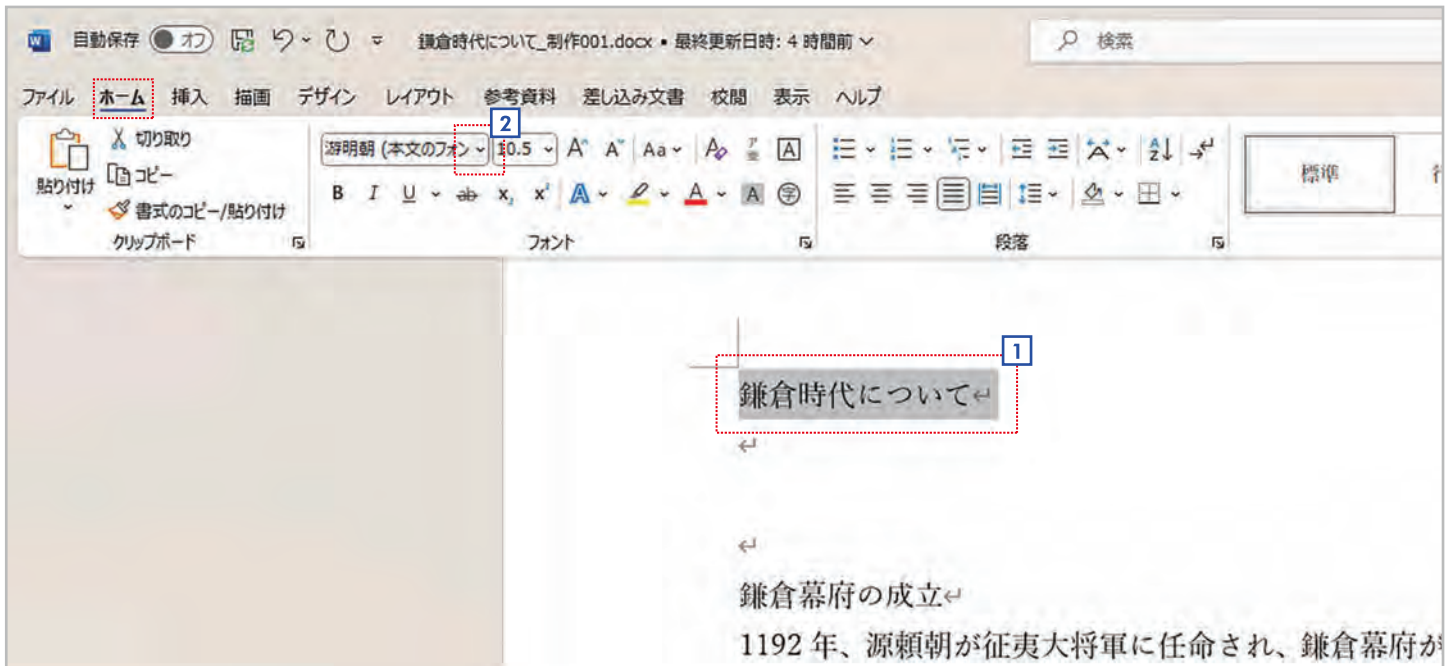 自動保存 オフ 鎌倉時代について_制作001.docx • 最終更新日時: 4 時間前 検索
ファイル ホーム 挿入 描画 デザイン レイアウト 参考資料 差し込み文書 校閲 表示 ヘルプ
2
貼り付け
切り取り
コピー
書式のコピー/貼り付け
クリップボード
游明朝 (本文のフォン 10.5 A A Aa A A
B I U ab x₂ x² A A A 字
フォント
段落
標準
1
鎌倉時代について↵
↵
↵
鎌倉幕府の成立↵
1192 年、源頼朝が征夷大将軍に任命され、鎌倉幕府が